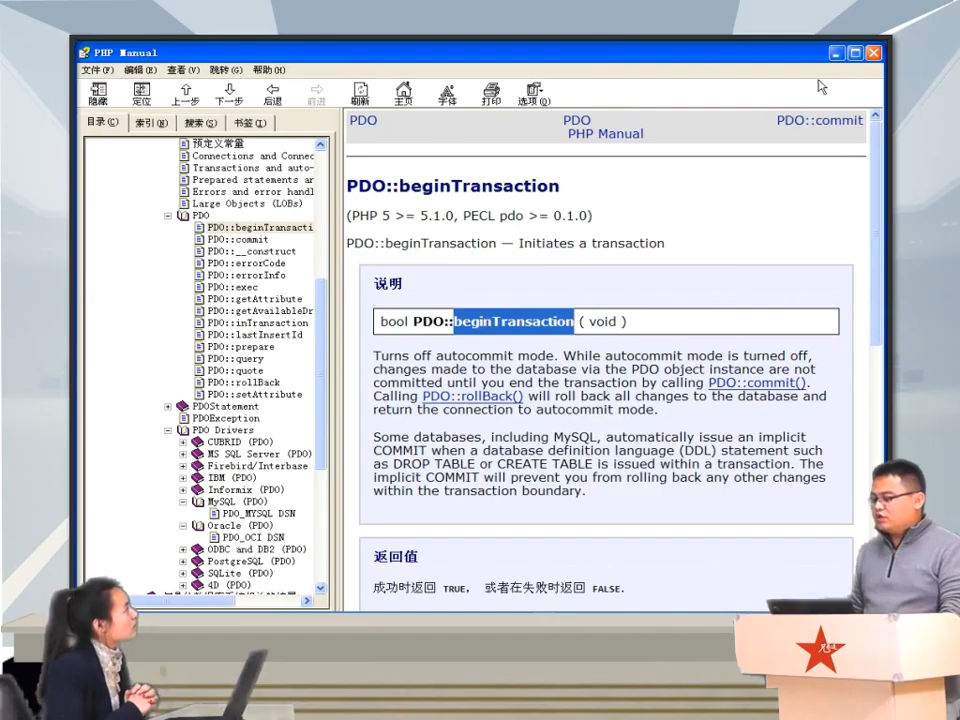 PHP Manual
文件(F) 编辑(E) 查看(V) 跳转(G) 帮助(H)
隐藏 定位 上一步 下一步 后退 前进 刷新 主页 字体 打印 选项(O)
目录(C) 索引(N) 搜索(S) 书签(I)
预定义常量
Connections and Connec
Transactions and auto-
Prepared statements ar
Errors and error handl
Large Objects (LOBs)
PDO
PDO::beginTransacti
PDO::commit
PDO::__construct
PDO::errorCode
PDO::errorInfo
PDO::exec
PDO::getAttribute
PDO::getAvailableDr
PDO::inTransaction
PDO::lastInsertId
PDO::prepare
PDO::query
PDO::quote
PDO::rollBack
PDO::setAttribute
PDOStatement
PDOException
PDO Drivers
CUBRID (PDO)
MS SQL Server (PDO)
Firebird/Interbase
IBM (PDO)
Informix (PDO)
MySQL (PDO)
PDO_MYSQL DSN
Oracle (PDO)
PDO_OCI DSN
ODBC and DB2 (PDO)
PostgreSQL (PDO)
SQLite (PDO)
4D (PDO)
PDO PDO PDO::commit
PHP Manual
PDO::beginTransaction
(PHP 5 >= 5.1.0, PECL pdo >= 0.1.0)
PDO::beginTransaction — Initiates a transaction
说明
bool PDO::beginTransaction ( void )
Turns off autocommit mode. While autocommit mode is turned off,
changes made to the database via the PDO object instance are not
committed until you end the transaction by calling PDO::commit().
Calling PDO::rollBack() will roll back all changes to the database and
return the connection to autocommit mode.
Some databases, including MySQL, automatically issue an implicit
COMMIT when a database definition language (DDL) statement such
as DROP TABLE or CREATE TABLE is issued within a transaction. The
implicit COMMIT will prevent you from rolling back any other changes
within the transaction boundary.
返回值
成功时返回 TRUE， 或者在失败时返回 FALSE.